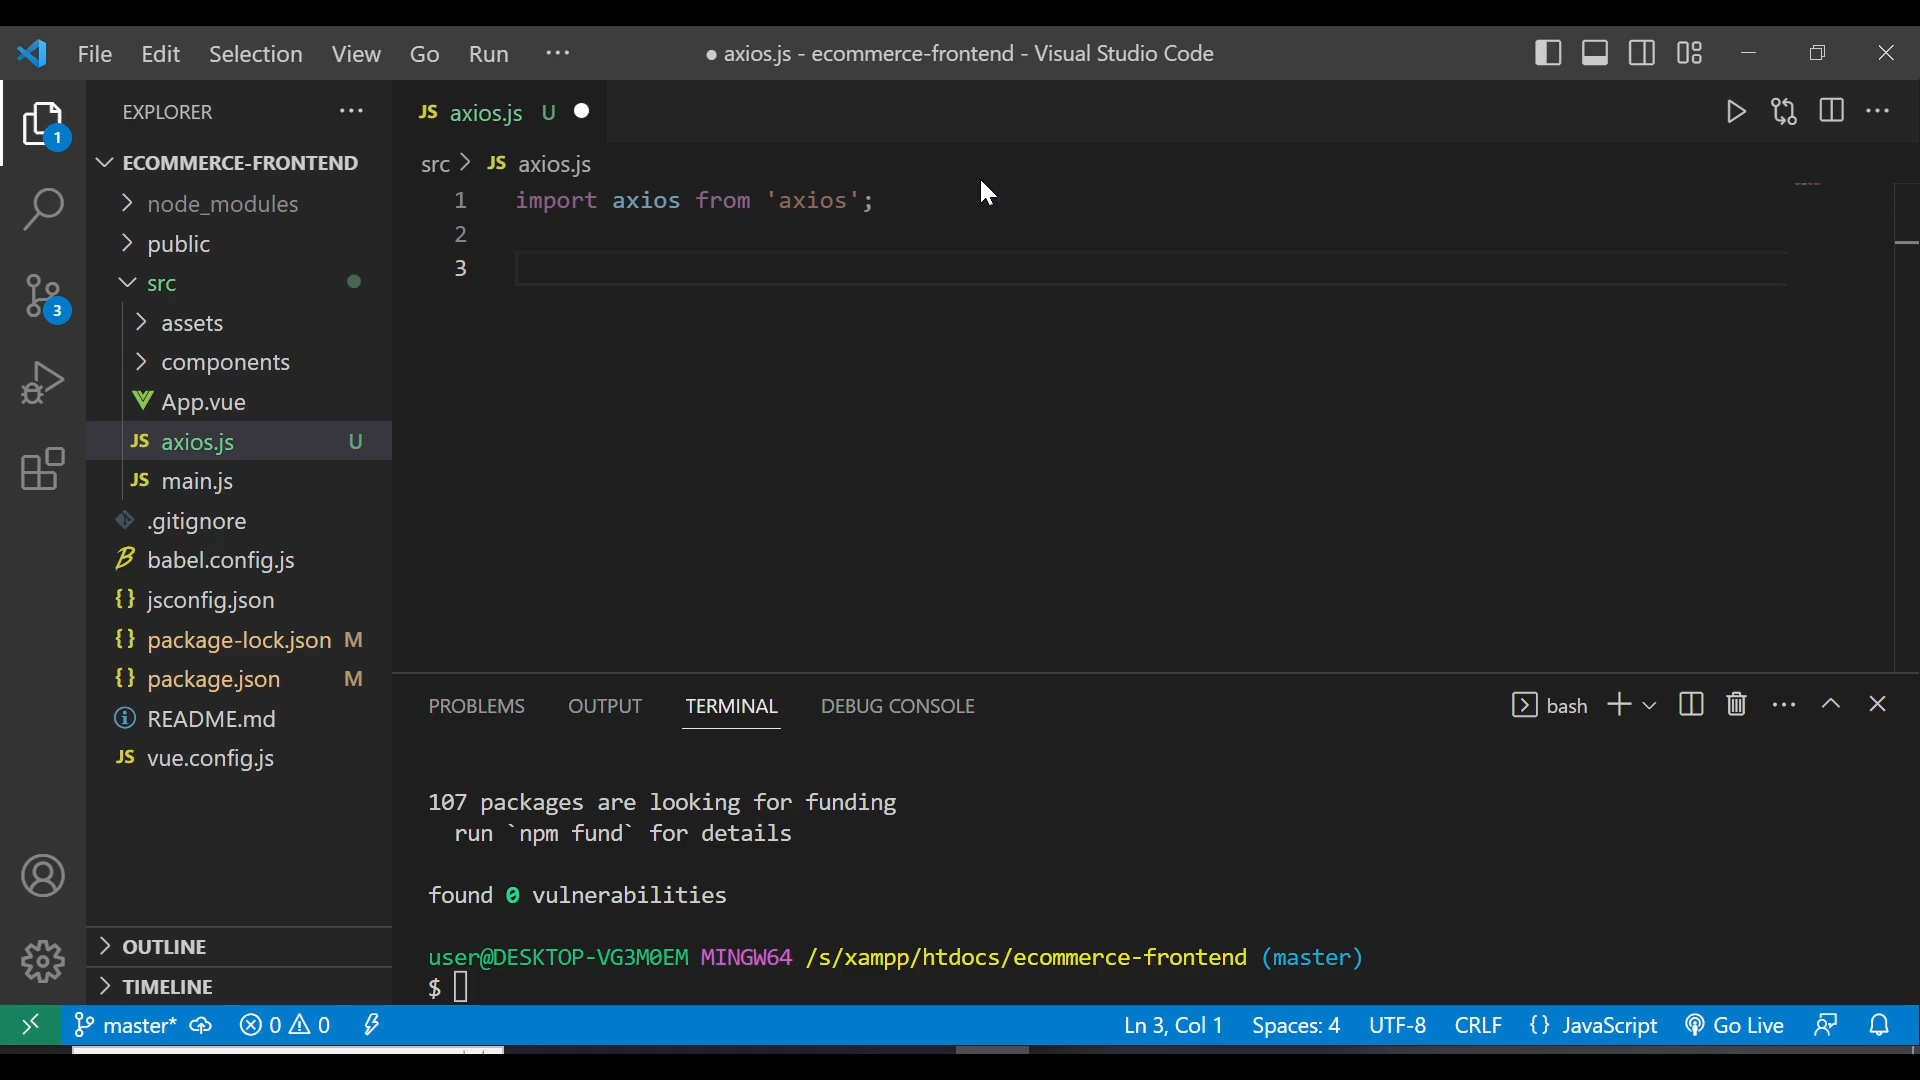 File Edit Selection View Go Run ···
● axios.js - ecommerce-frontend - Visual Studio Code
1
3
EXPLORER ···
ECOMMERCE-FRONTEND
node_modules
public
src
assets
components
App.vue
JS axios.js U
JS main.js
.gitignore
babel.config.js
{} jsconfig.json
{} package-lock.json M
{} package.json M
README.md
JS vue.config.js
OUTLINE
TIMELINE
JS axios.js U ●
src > JS axios.js
1 import axios from 'axios';
2
3
PROBLEMS OUTPUT TERMINAL DEBUG CONSOLE
bash
107 packages are looking for funding
run `npm fund` for details
found 0 vulnerabilities
user@DESKTOP-VG3M0EM MINGW64 /s/xampp/htdocs/ecommerce-frontend (master)
$
master* 0 0 Ln 3, Col 1 Spaces: 4 UTF-8 CRLF {} JavaScript Go Live